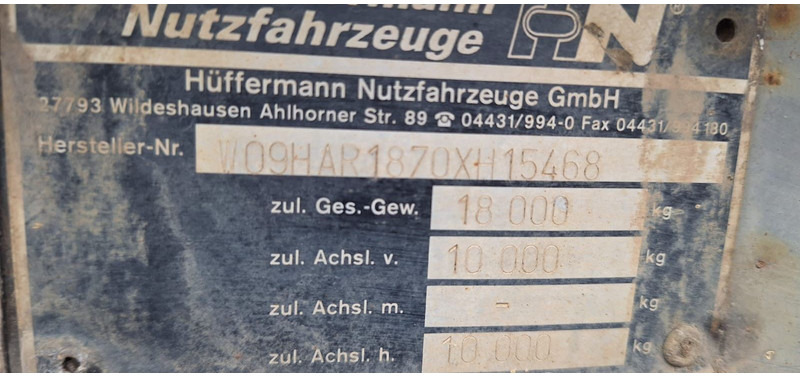 Nutzfahrzeuge
Hüffermann Nutzfahrzeuge GmbH
27793 Wildeshausen Ahlhorner Str. 89 ☎ 04431/994-0 Fax 04431/994180
Hersteller-Nr. W09HAR1870XH15468
zul. Ges.-Gew. 18 000 kg
zul. Achsl. v. 10 000 kg
zul. Achsl. m. - kg
zul. Achsl. h. 10 000 kg